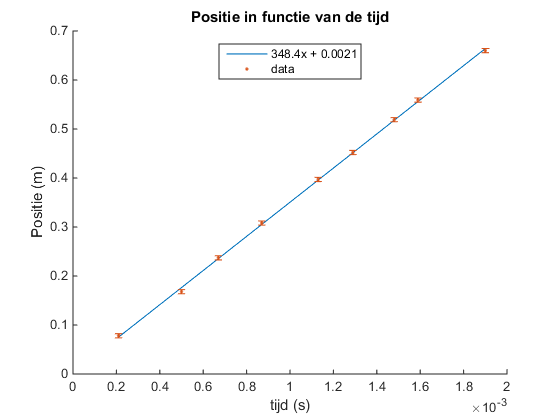 Positie in functie van de tijd
348.4x + 0.0021
data
0.7
0.6
0.5
0.4
0.3
0.2
0.1
0
Positie (m)
0 0.2 0.4 0.6 0.8 1 1.2 1.4 1.6 1.8 2
×10⁻³
tijd (s)